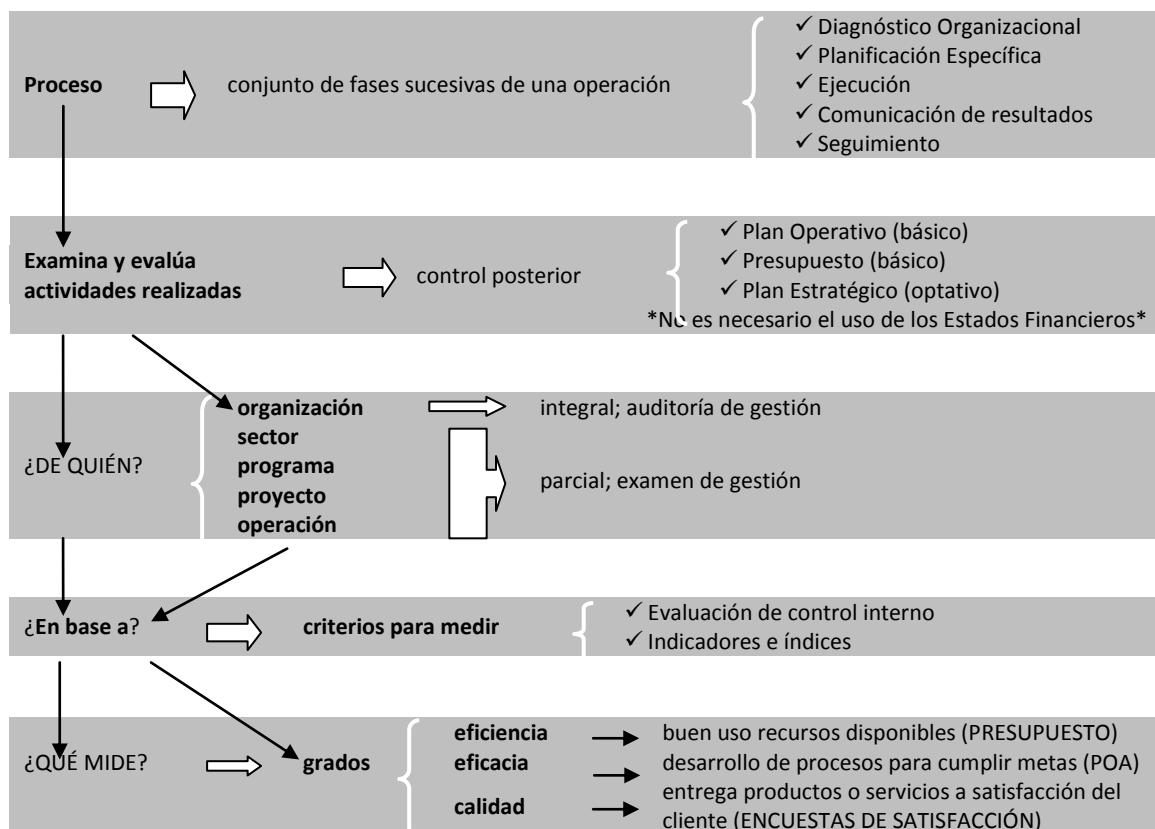 ✓ Diagnóstico Organizacional
✓ Planificación Específica
Proceso
conjunto de fases sucesivas de una operación
✓ Ejecución
✓ Comunicación de resultados
✓ Seguimiento
✓ Plan Operativo (básico)
Examina y evalúa
actividades realizadas
control posterior
✓ Presupuesto (básico)
✓ Plan Estratégico (optativo)
*No es necesario el uso de los Estados Financieros*
¿DE QUIÉN?
organización
sector
programa
proyecto
operación
integral; auditoría de gestión
parcial; examen de gestión
¿En base a?
criterios para medir
✓ Evaluación de control interno
✓ Indicadores e índices
¿QUÉ MIDE?
grados
eficiencia
buen uso recursos disponibles (PRESUPUESTO)
eficacia
desarrollo de procesos para cumplir metas (POA)
calidad
entrega productos o servicios a satisfacción del
cliente (ENCUESTAS DE SATISFACCIÓN)